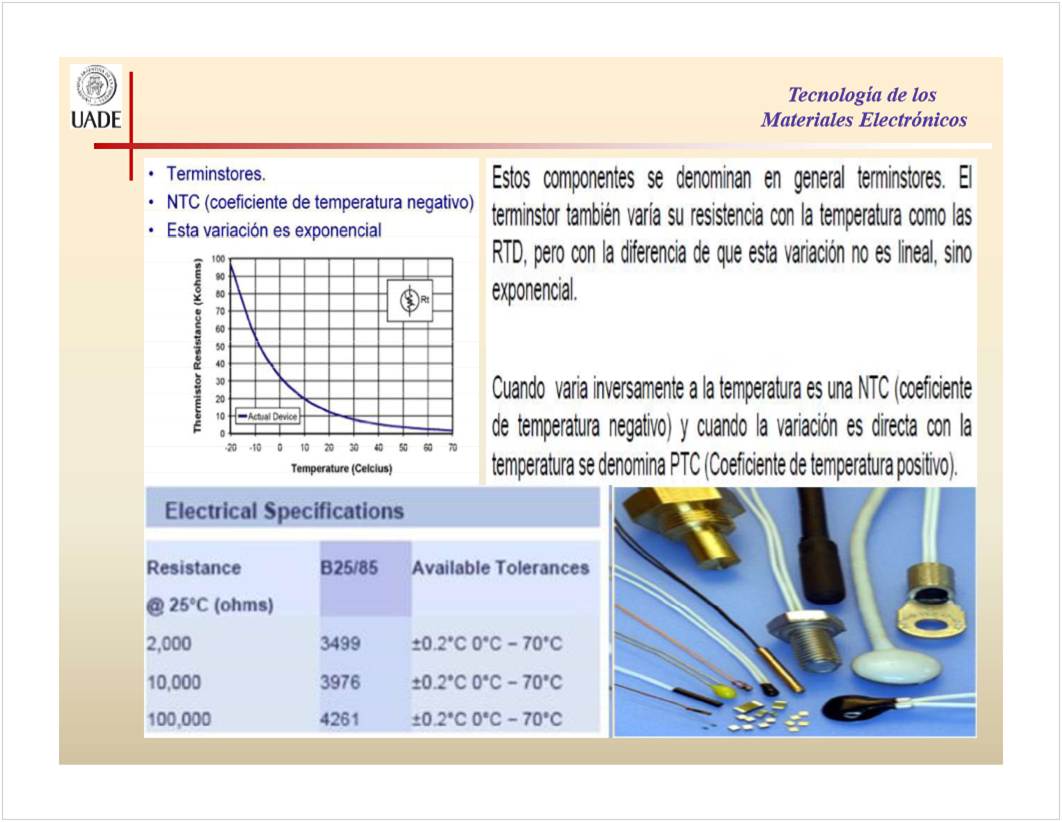 UADE
Tecnología de los
Materiales Electrónicos
• Terminstores.
• NTC (coeficiente de temperatura negativo)
• Esta variación es exponencial
Thermistor Resistance (Kohms)
100
90
80
70
60
50
40
30
20
10
0
Rt
Actual Device
-20 -10 0 10 20 30 40 50 60 70
Temperature (Celcius)
Estos componentes se denominan en general terminstores. El
terminstor también varía su resistencia con la temperatura como las
RTD, pero con la diferencia de que esta variación no es lineal, sino
exponencial.
Cuando varia inversamente a la temperatura es una NTC (coeficiente
de temperatura negativo) y cuando la variación es directa con la
temperatura se denomina PTC (Coeficiente de temperatura positivo).
Electrical Specifications
Resistance B25/85 Available Tolerances
@ 25°C (ohms)
2,000 3499 ±0.2°C 0°C – 70°C
10,000 3976 ±0.2°C 0°C – 70°C
100,000 4261 ±0.2°C 0°C – 70°C